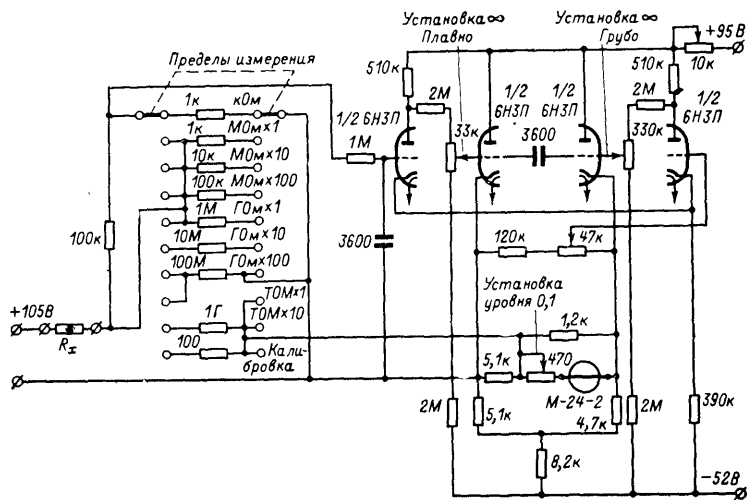 Установка ∞
Плавно
Установка ∞
Грубо
+95В
10к
Пределы измерения
510к
2М
1/2
6Н3П
1/2
6Н3П
510к
2М
1/2
6Н3П
1к
кОм
1/2 6Н3П
1М
33к
3600
330к
1к
МОм×1
10к
МОм×10
100к
МОм×100
1М
ГОм×1
100к
10М
ГОм×10
3600
120к
47к
100М
ГОм×100
Установка
уровня 0,1
ТОМ×1
+105В
1Г
ТОМ×10
1,2к
Rx
100
Кали-
бровка
5,1к
470
М-24-2
2М
5,1к
4,7к
2М
390к
8,2к
-52В